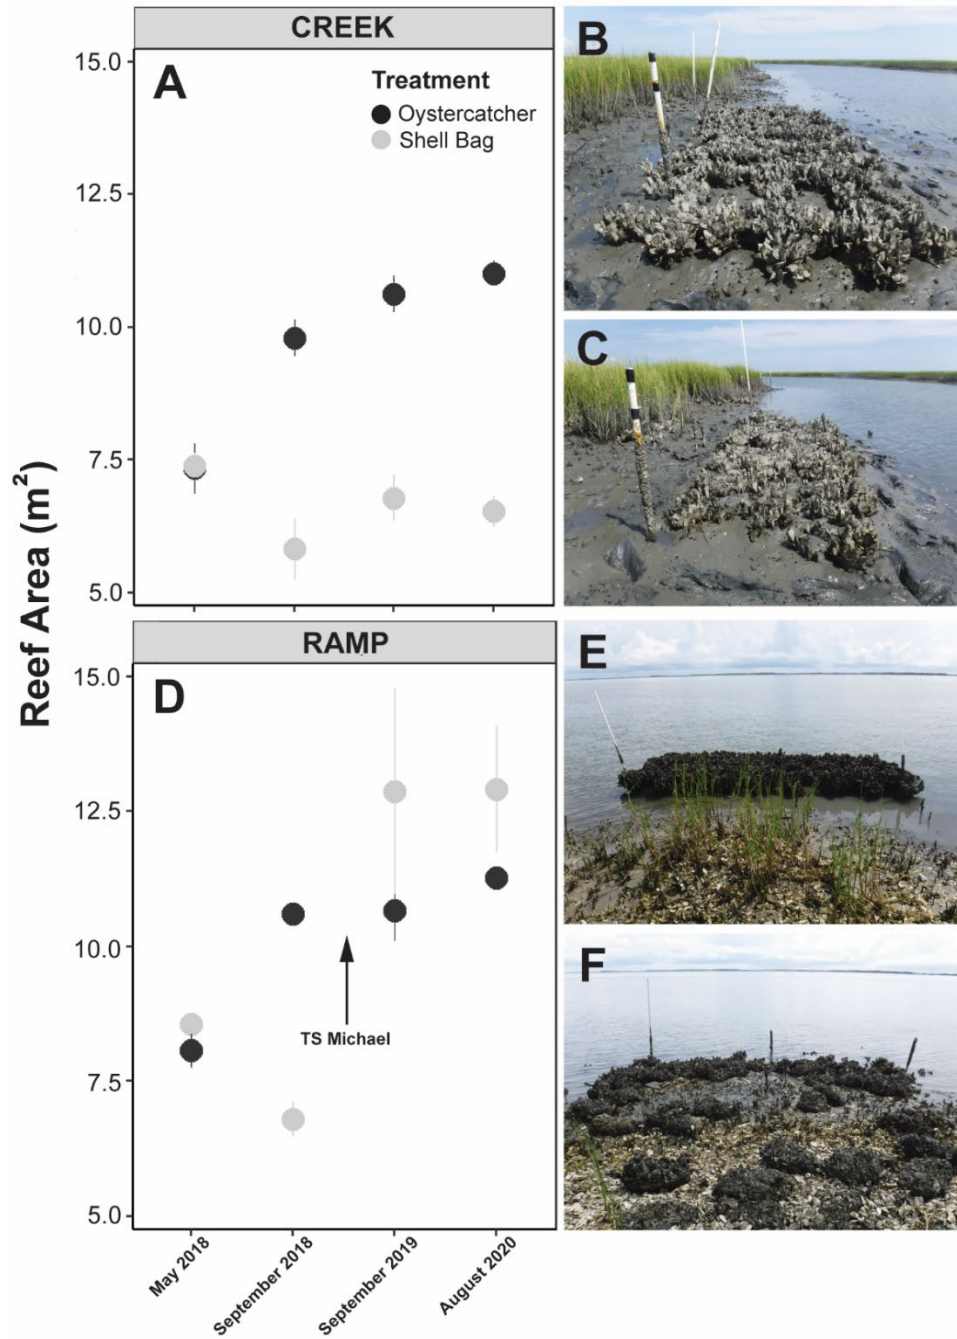 CREEK
A
Treatment
Oystercatcher
Shell Bag
15.0
12.5
10.0
7.5
5.0
B
C
Reef Area (m²)
RAMP
D
15.0
12.5
10.0
7.5
5.0
TS Michael
E
F
May 2018
September 2018
September 2019
August 2020